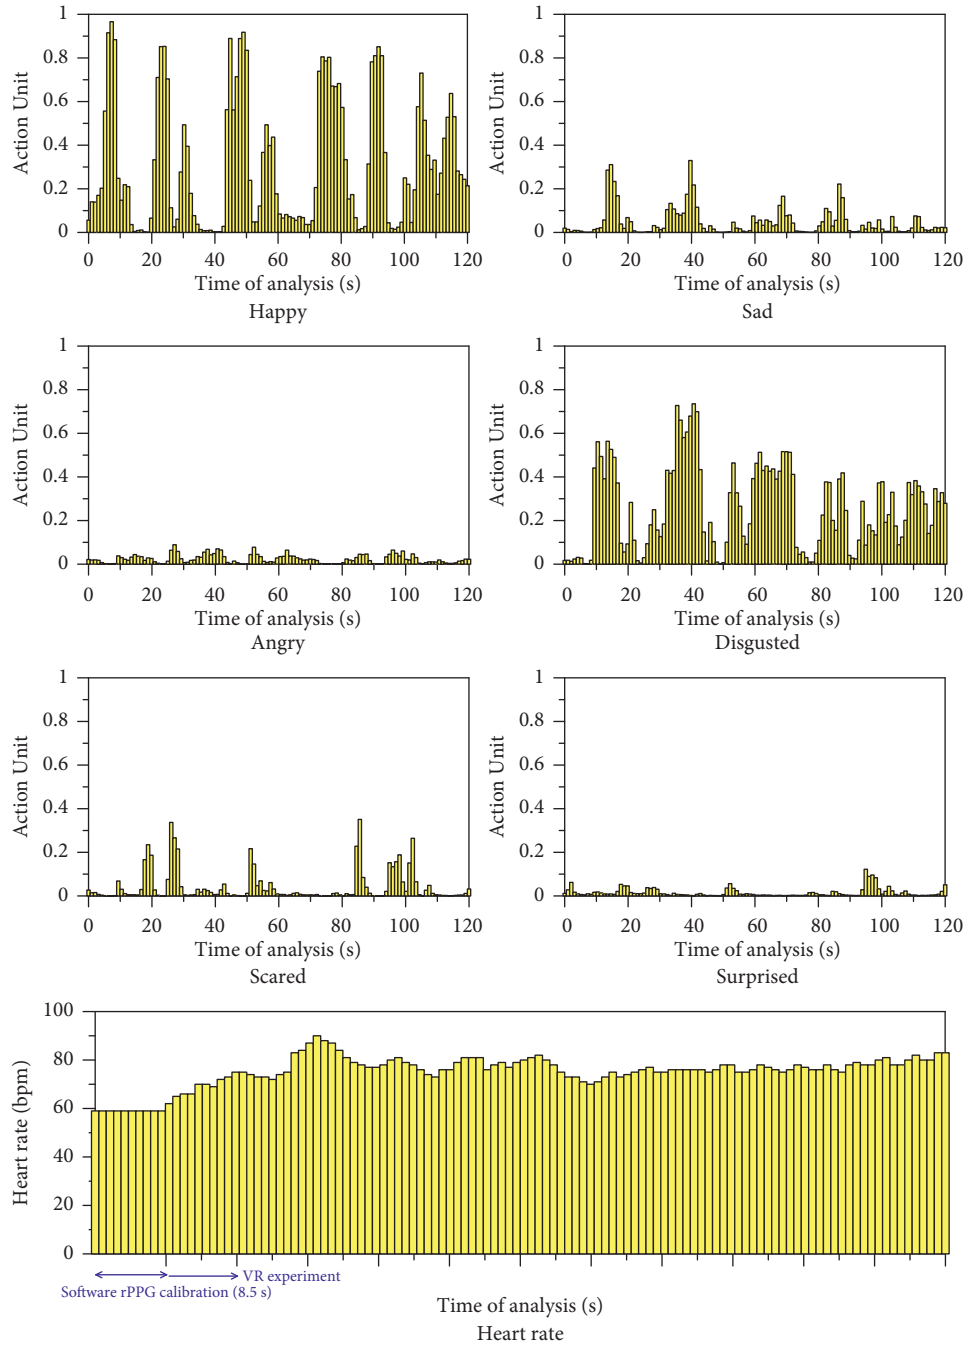 1
0.8
0.6
0.4
0.2
0
Action Unit
0 20 40 60 80 100 120
Time of analysis (s)
Happy
1
0.8
0.6
0.4
0.2
0
Action Unit
0 20 40 60 80 100 120
Time of analysis (s)
Sad
1
0.8
0.6
0.4
0.2
0
Action Unit
0 20 40 60 80 100 120
Time of analysis (s)
Angry
1
0.8
0.6
0.4
0.2
0
Action Unit
0 20 40 60 80 100 120
Time of analysis (s)
Disgusted
1
0.8
0.6
0.4
0.2
0
Action Unit
0 20 40 60 80 100 120
Time of analysis (s)
Scared
1
0.8
0.6
0.4
0.2
0
Action Unit
0 20 40 60 80 100 120
Time of analysis (s)
Surprised
100
80
60
40
20
0
Heart rate (bpm)
VR experiment
Software rPPG calibration (8.5 s)
Time of analysis (s)
Heart rate